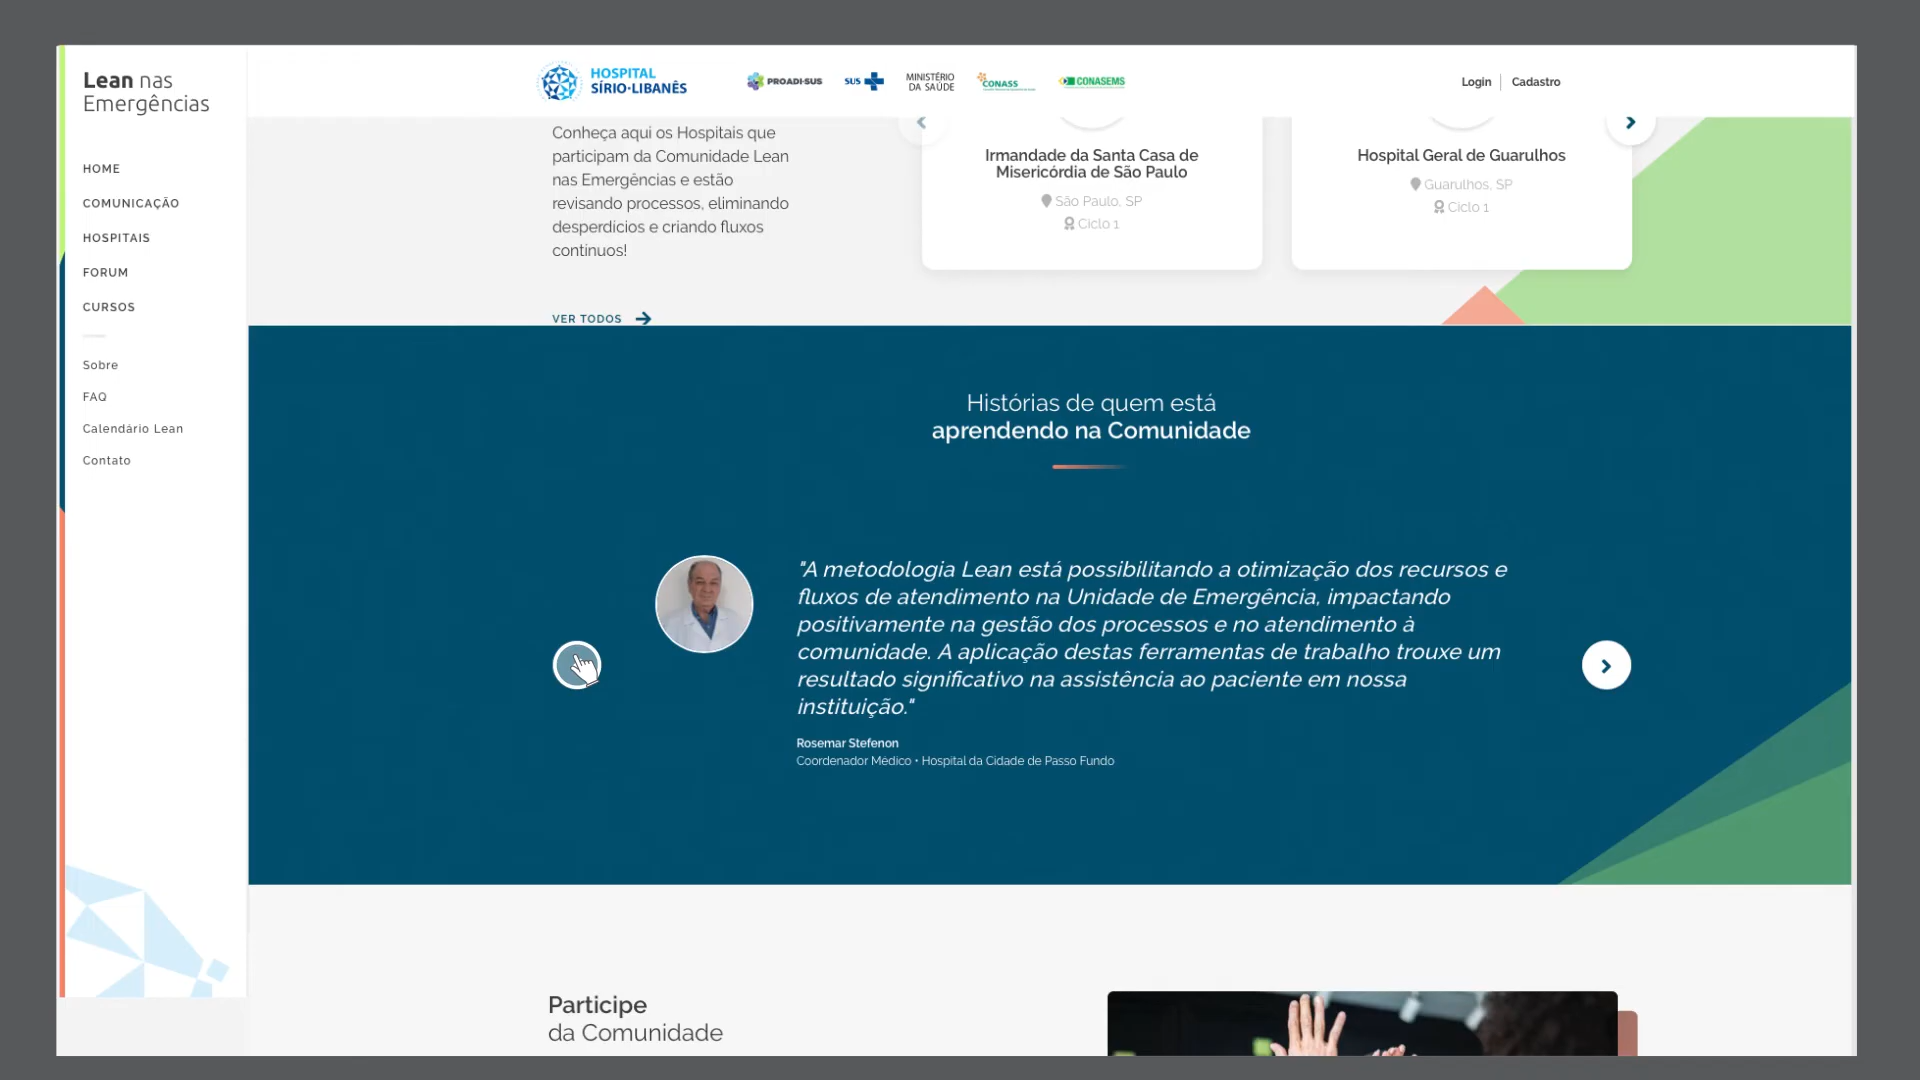 Lean nas
Emergências
HOME
COMUNICAÇÃO
HOSPITAIS
FORUM
CURSOS
Sobre
FAQ
Calendário Lean
Contato
HOSPITAL
SÍRIO-LIBANÊS
PROADI-SUS
SUS
MINISTÉRIO
DA SAÚDE
CONASS
CONASEMS
Login
Cadastro
Conheça aqui os Hospitais que
participam da Comunidade Lean
nas Emergências e estão
revisando processos, eliminando
desperdícios e criando fluxos
contínuos!
VER TODOS
Irmandade da Santa Casa de
Misericórdia de São Paulo
São Paulo, SP
Ciclo 1
Hospital Geral de Guarulhos
Guarulhos, SP
Ciclo 1
Histórias de quem está
aprendendo na Comunidade
"A metodologia Lean está possibilitando a otimização dos recursos e
fluxos de atendimento na Unidade de Emergência, impactando
positivamente na gestão dos processos e no atendimento à
comunidade. A aplicação destas ferramentas de trabalho trouxe um
resultado significativo na assistência ao paciente em nossa
instituição."
Rosemar Stefenon
Coordenador Médico • Hospital da Cidade de Passo Fundo
Participe
da Comunidade